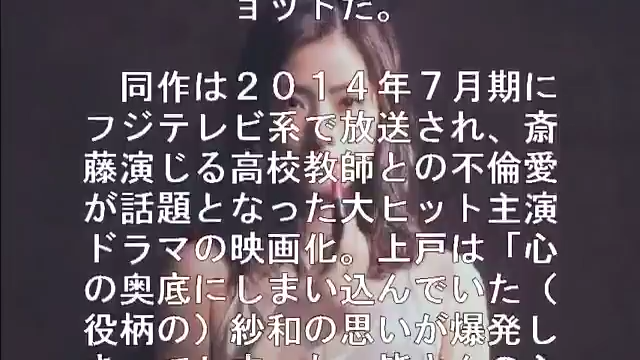 ョットだ。
同作は２０１４年７月期に
フジテレビ系で放送され、斎
藤演じる高校教師との不倫愛
が話題となった大ヒット主演
ドラマの映画化。上戸は「心
の奥底にしまい込んでいた（
役柄の）紗和の思いが爆発し